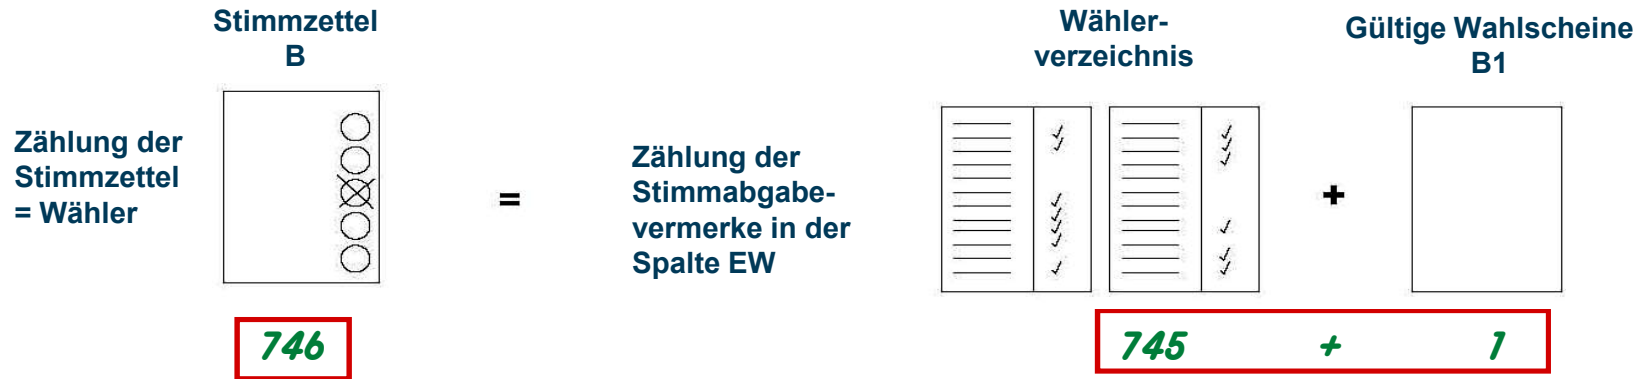 Stimmzettel
B
Zählung der
Stimmzettel
= Wähler
=
Zählung der
Stimmabgabe-
vermerke in der
Spalte EW
Wähler-
verzeichnis
+
Gültige Wahlscheine
B1
746
745 + 1